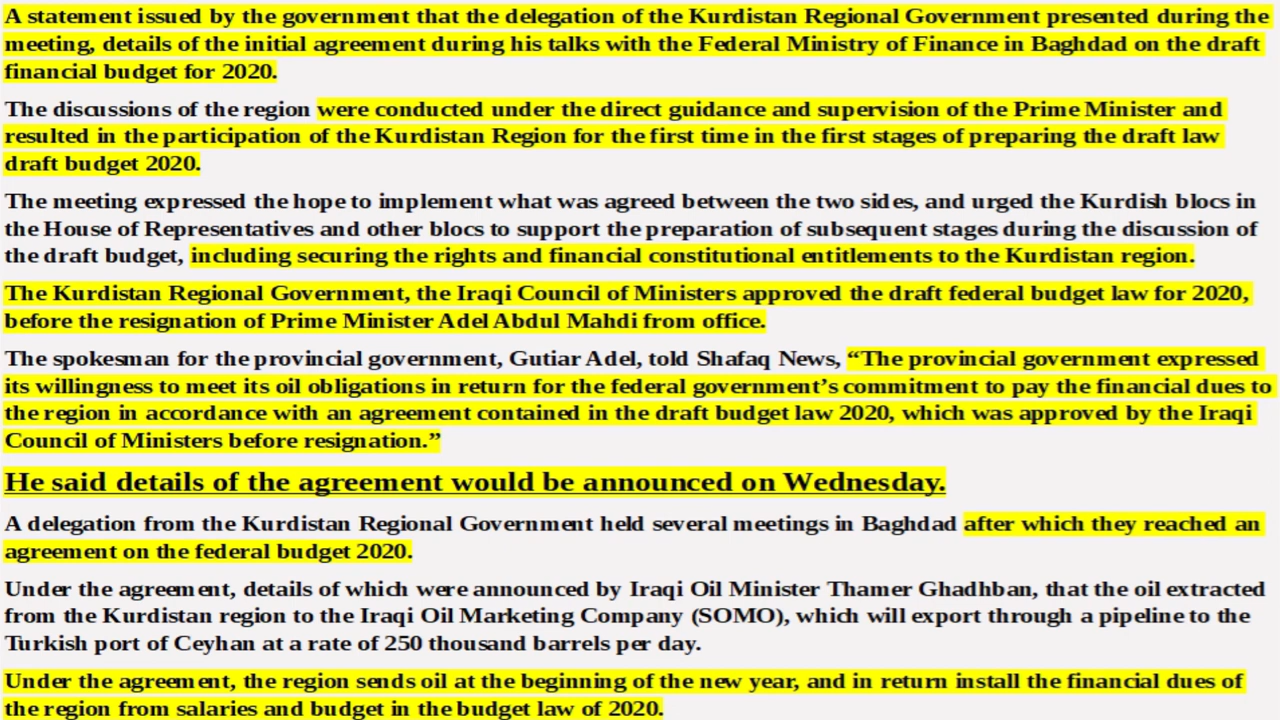 A statement issued by the government that the delegation of the Kurdistan Regional Government presented during the
meeting, details of the initial agreement during his talks with the Federal Ministry of Finance in Baghdad on the draft
financial budget for 2020.
The discussions of the region were conducted under the direct guidance and supervision of the Prime Minister and
resulted in the participation of the Kurdistan Region for the first time in the first stages of preparing the draft law
draft budget 2020.
The meeting expressed the hope to implement what was agreed between the two sides, and urged the Kurdish blocs in
the House of Representatives and other blocs to support the preparation of subsequent stages during the discussion of
the draft budget, including securing the rights and financial constitutional entitlements to the Kurdistan region.
The Kurdistan Regional Government, the Iraqi Council of Ministers approved the draft federal budget law for 2020,
before the resignation of Prime Minister Adel Abdul Mahdi from office.
The spokesman for the provincial government, Gutiar Adel, told Shafaq News, “The provincial government expressed
its willingness to meet its oil obligations in return for the federal government’s commitment to pay the financial dues to
the region in accordance with an agreement contained in the draft budget law 2020, which was approved by the Iraqi
Council of Ministers before resignation.”
He said details of the agreement would be announced on Wednesday.
A delegation from the Kurdistan Regional Government held several meetings in Baghdad after which they reached an
agreement on the federal budget 2020.
Under the agreement, details of which were announced by Iraqi Oil Minister Thamer Ghadhban, that the oil extracted
from the Kurdistan region to the Iraqi Oil Marketing Company (SOMO), which will export through a pipeline to the
Turkish port of Ceyhan at a rate of 250 thousand barrels per day.
Under the agreement, the region sends oil at the beginning of the new year, and in return install the financial dues of
the region from salaries and budget in the budget law of 2020.